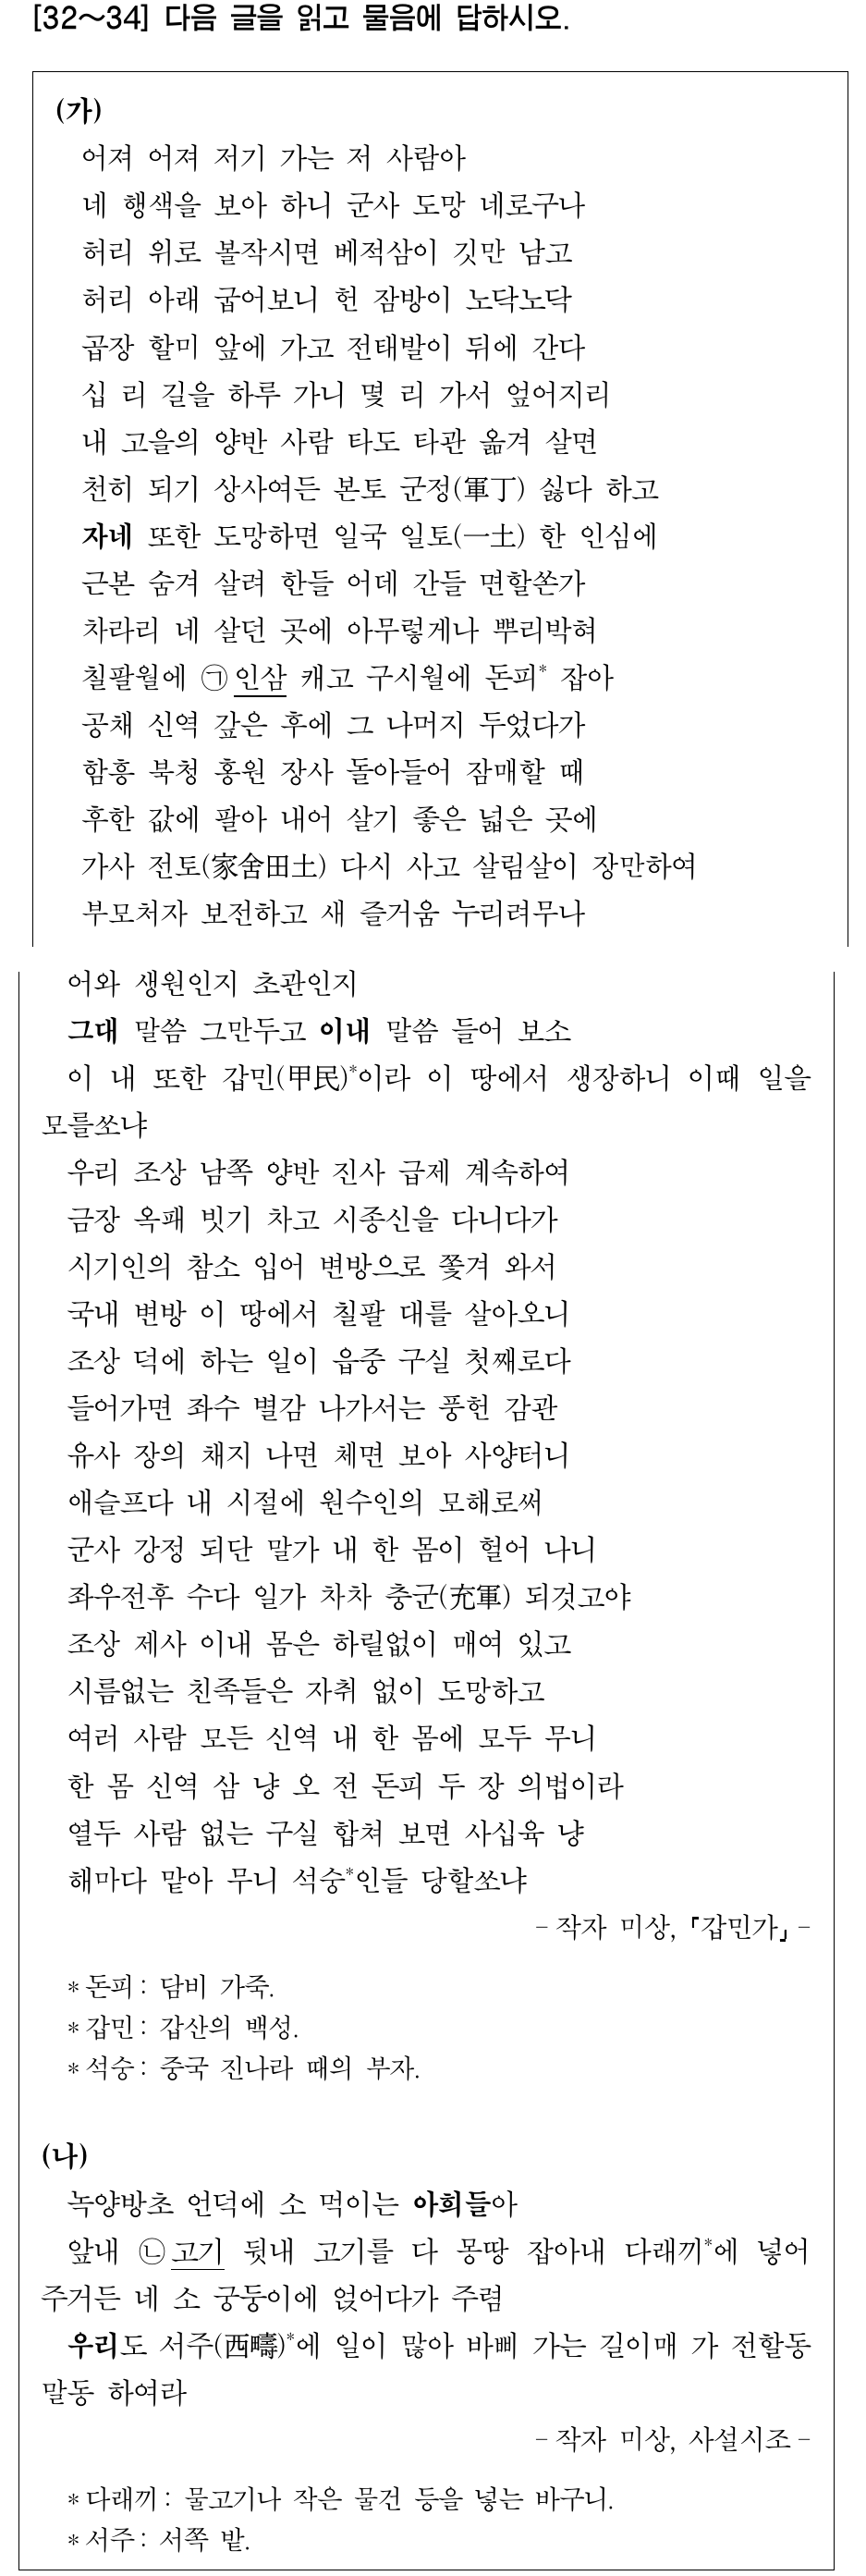 [32～34] 다음 글을 읽고 물음에 답하시오.
(가)
어져 어져 저기 가는 저 사람아
네 행색을 보아 하니 군사 도망 네로구나
허리 위로 볼작시면 베적삼이 깃만 남고
허리 아래 굽어보니 헌 잠방이 노닥노닥
곱장 할미 앞에 가고 전태발이 뒤에 간다
십 리 길을 하루 가니 몇 리 가서 엎어지리
내 고을의 양반 사람 타도 타관 옮겨 살면
천히 되기 상사여든 본토 군정(軍丁) 싫다 하고
자네 또한 도망하면 일국 일토(一土) 한 인심에
근본 숨겨 살려 한들 어데 간들 면할쏜가
차라리 네 살던 곳에 아무렇게나 뿌리박혀
칠팔월에 ㉠인삼 캐고 구시월에 돈피* 잡아
공채 신역 갚은 후에 그 나머지 두었다가
함흥 북청 홍원 장사 돌아들어 잠매할 때
후한 값에 팔아 내어 살기 좋은 넓은 곳에
가사 전토(家舍田土) 다시 사고 살림살이 장만하여
부모처자 보전하고 새 즐거움 누리려무나
어와 생원인지 초관인지
그대 말씀 그만두고 이내 말씀 들어 보소
이 내 또한 갑민(甲民)*이라 이 땅에서 생장하니 이때 일을
모를쏘냐
우리 조상 남쪽 양반 진사 급제 계속하여
금장 옥패 빗기 차고 시종신을 다니다가
시기인의 참소 입어 변방으로 쫓겨 와서
국내 변방 이 땅에서 칠팔 대를 살아오니
조상 덕에 하는 일이 읍중 구실 첫째로다
들어가면 좌수 별감 나가서는 풍헌 감관
유사 장의 채지 나면 체면 보아 사양터니
애슬프다 내 시절에 원수인의 모해로써
군사 강정 되단 말가 내 한 몸이 헐어 나니
좌우전후 수다 일가 차차 충군(充軍) 되것고야
조상 제사 이내 몸은 하릴없이 매여 있고
시름없는 친족들은 자취 없이 도망하고
여러 사람 모든 신역 내 한 몸에 모두 무니
한 몸 신역 삼 냥 오 전 돈피 두 장 의법이라
열두 사람 없는 구실 합쳐 보면 사십육 냥
해마다 맡아 무니 석숭*인들 당할쏘냐
- 작자 미상, 「갑민가」 -
* 돈피 : 담비 가죽.
* 갑민 : 갑산의 백성.
* 석숭 : 중국 진나라 때의 부자.
(나)
녹양방초 언덕에 소 먹이는 아희들아
앞내 ㉡고기 뒷내 고기를 다 몽땅 잡아내 다래끼*에 넣어
주거든 네 소 궁둥이에 얹어다가 주렴
우리도 서주(西疇)*에 일이 많아 바삐 가는 길이매 가 전할동
말동 하여라
- 작자 미상, 사설시조 -
* 다래끼 : 물고기나 작은 물건 등을 넣는 바구니.
* 서주 : 서쪽 밭.